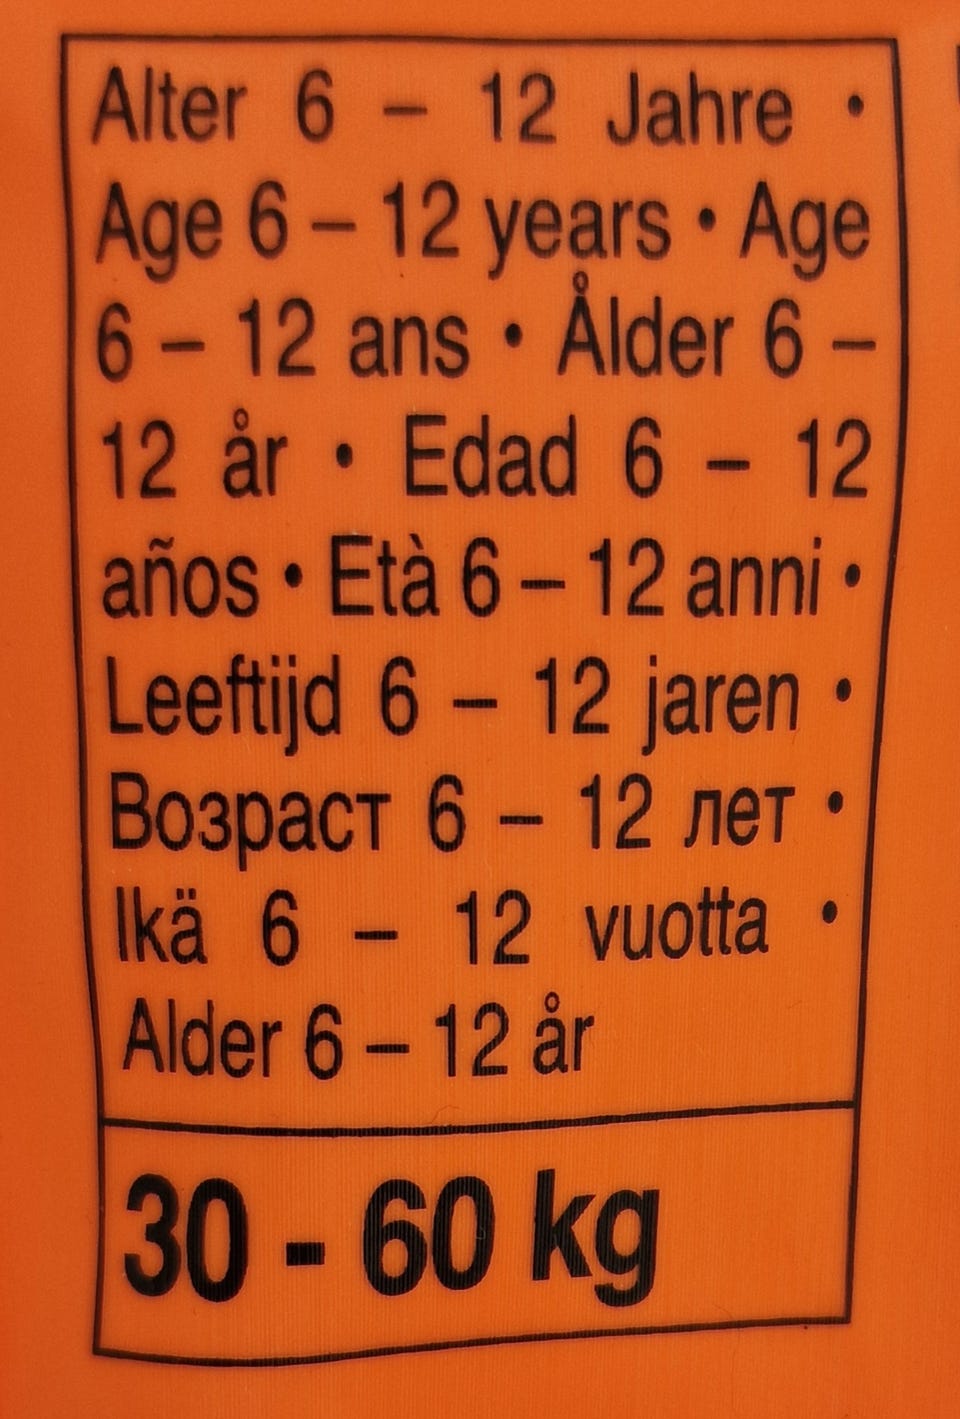 Alter 6 – 12 Jahre •
Age 6 – 12 years • Age
6 – 12 ans • Ålder 6 –
12 år • Edad 6 – 12
años • Età 6 – 12 anni •
Leeftijd 6 – 12 jaren •
Возраст 6 – 12 лет •
Ikä 6 – 12 vuotta •
Alder 6 – 12 år
30 - 60 kg